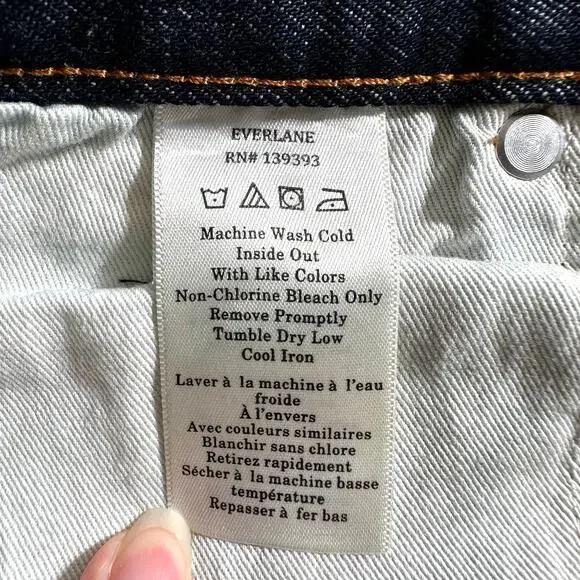 EVERLANE
RN# 139393
Machine Wash Cold
Inside Out
With Like Colors
Non-Chlorine Bleach Only
Remove Promptly
Tumble Dry Low
Cool Iron
Laver à la machine à l'eau
froide
À l'envers
Avec couleurs similaires
Blanchir sans chlore
Retirez rapidement
Sécher à la machine basse
température
Repasser à fer bas